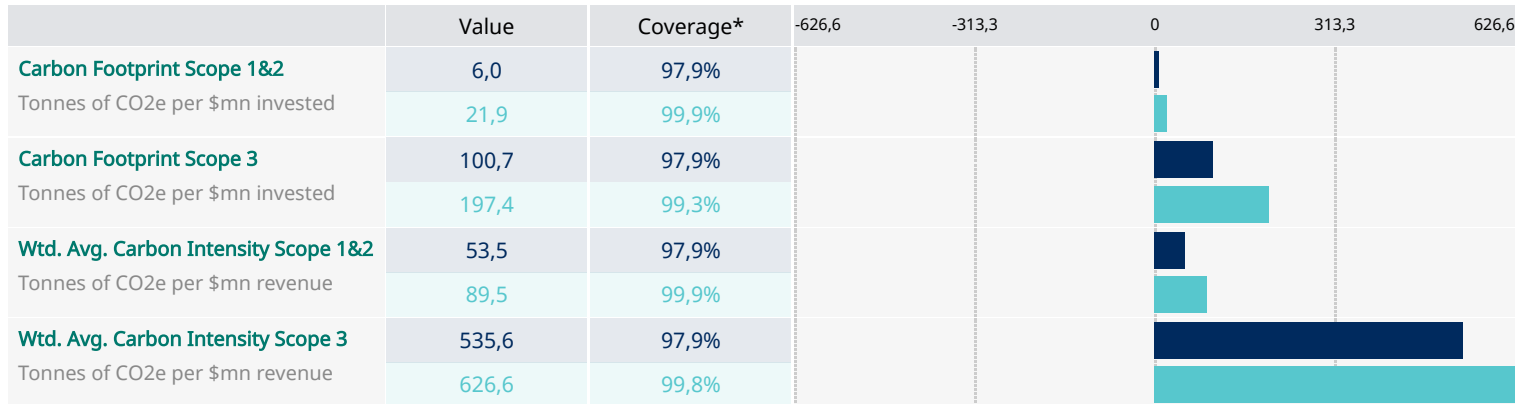 Value Coverage* -626,6 -313,3 0 313,3 626,6
Carbon Footprint Scope 1&2 6,0 97,9%
Tonnes of CO2e per $mn invested 21,9 99,9%
Carbon Footprint Scope 3 100,7 97,9%
Tonnes of CO2e per $mn invested 197,4 99,3%
Wtd. Avg. Carbon Intensity Scope 1&2 53,5 97,9%
Tonnes of CO2e per $mn revenue 89,5 99,9%
Wtd. Avg. Carbon Intensity Scope 3 535,6 97,9%
Tonnes of CO2e per $mn revenue 626,6 99,8%